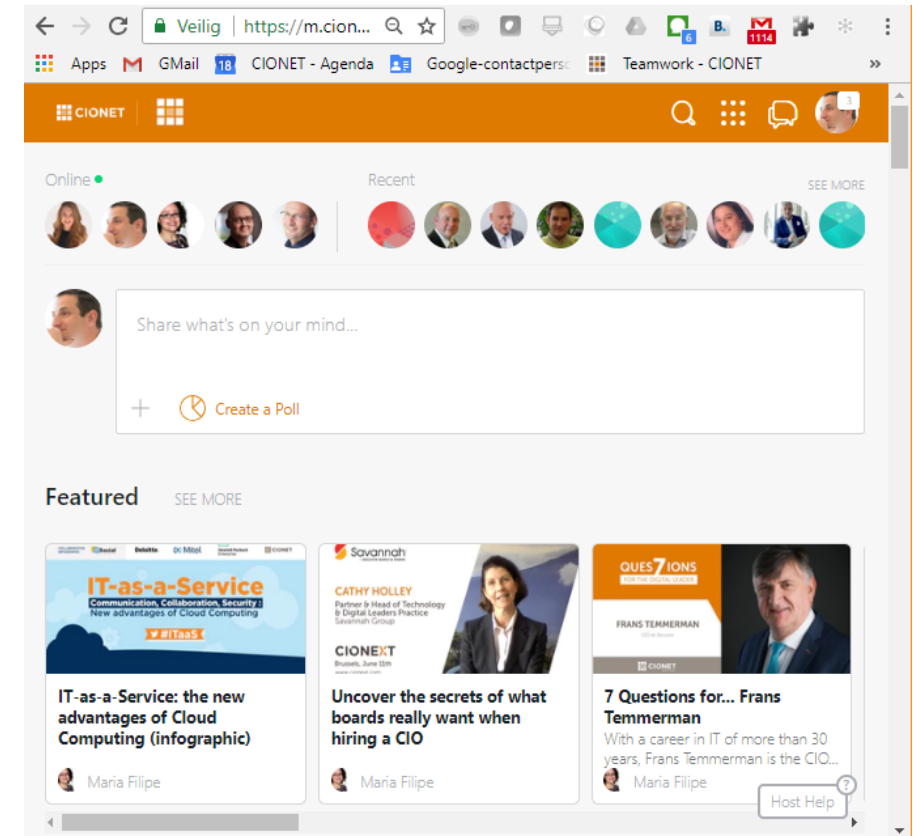 Veilig https://m.cion...
6
B.
1114
Apps GMail 18 CIONET - Agenda Google-contactperso Teamwork - CIONET »
CIONET
3
Online Recent SEE MORE
Share what's on your mind...
Create a Poll
Featured SEE MORE
Deloitte Mitel CIONET
IT-as-a-Service
Communication, Collaboration, Security :
New advantages of Cloud Computing
#ITaaS
IT-as-a-Service: the new
advantages of Cloud
Computing (infographic)
Maria Filipe
Savannah
CATHY HOLLEY
Partner & Head of Technology
& Digital Leaders Practice
Savannah Group
CIONEXT
Brussels, June 11th
www.cionext.com
Uncover the secrets of what
boards really want when
hiring a CIO
Maria Filipe
QUES7IONS
FOR THE DIGITAL LEADER
FRANS TEMMERMAN
CIONET
7 Questions for... Frans
Temmerman
With a career in IT of more than 30
years, Frans Temmerman is the CIO...
Maria Filipe
?
Host Help